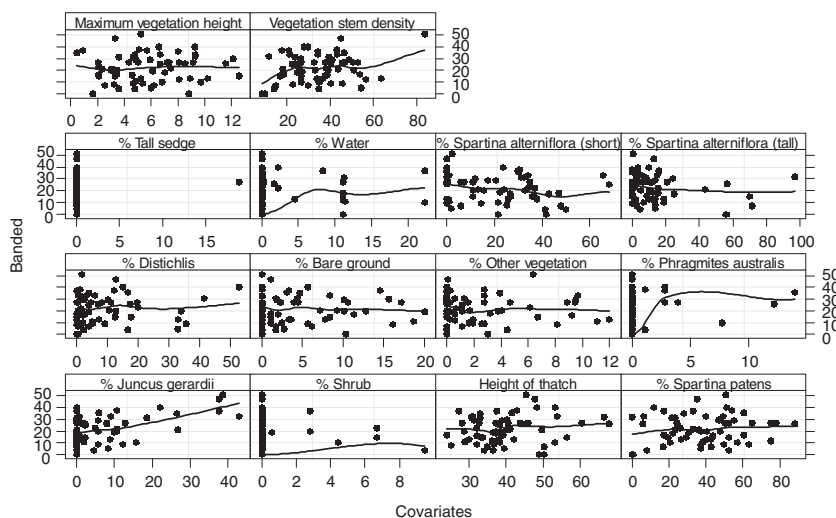 Maximum vegetation height Vegetation stem density
50
40
30
20
10
0
0 2 4 6 8 10 12 20 40 60 80
% Tall sedge % Water % Spartina alterniflora (short) % Spartina alterniflora (tall)
50
40
30
20
10
0
0 5 10 15 0 5 10 15 20 0 20 40 60 0 20 40 60 80 100
Banded
% Distichlis % Bare ground % Other vegetation % Phragmites australis
50
40
30
20
10
0
0 10 20 30 40 50 0 5 10 15 20 0 2 4 6 8 10 12 0 5 10
% Juncus gerardii % Shrub Height of thatch % Spartina patens
50
40
30
20
10
0
0 10 20 30 40 0 2 4 6 8 30 40 50 60 0 20 40 60 80
Covariates